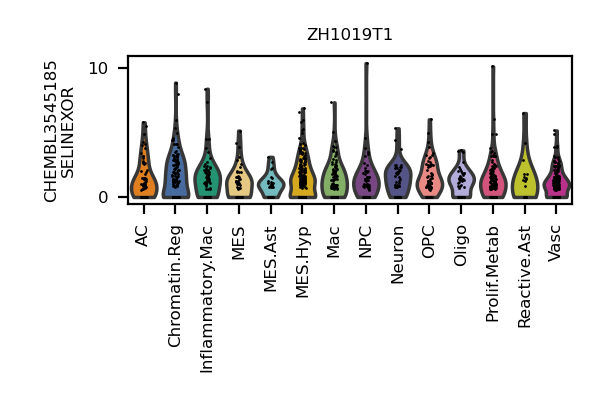 ZH1019T1
CHEMBL3545185
SELINEXOR
10
0
AC
Chromatin.Reg
Inflammatory.Mac
MES
MES.Ast
MES.Hyp
Mac
NPC
Neuron
OPC
Oligo
Prolif.Metab
Reactive.Ast
Vasc